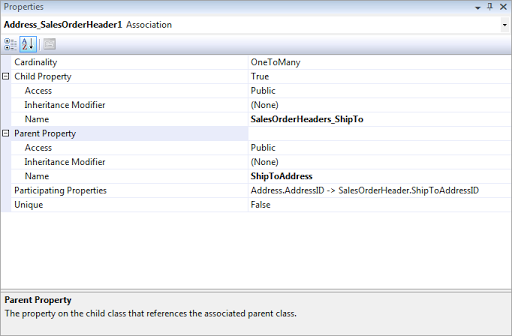 Properties
Address_SalesOrderHeader1 Association
Cardinality OneToMany
Child Property True
Access Public
Inheritance Modifier (None)
Name SalesOrderHeaders_ShipTo
Parent Property
Access Public
Inheritance Modifier (None)
Name ShipToAddress
Participating Properties Address.AddressID -> SalesOrderHeader.ShipToAddressID
Unique False
Parent Property
The property on the child class that references the associated parent class.